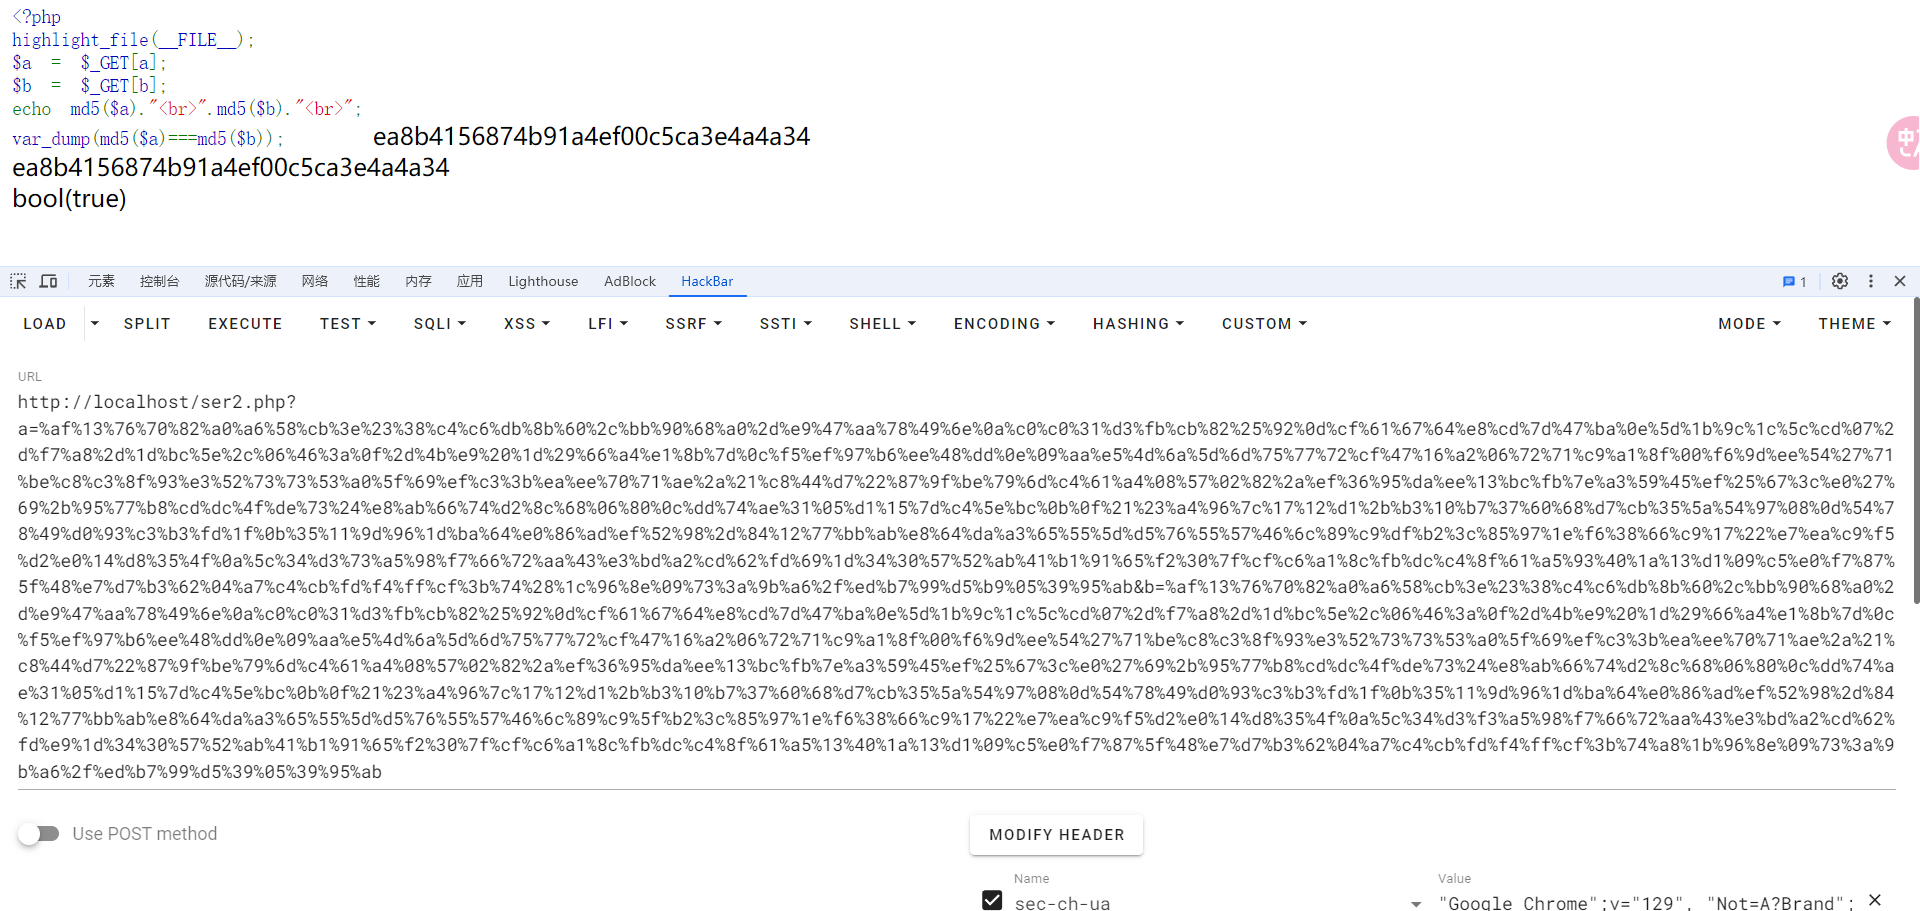 <?php
highlight_file(__FILE__);
$a = $_GET[a];
$b = $_GET[b];
echo md5($a)."<br>".md5($b)."<br>";
var_dump(md5($a)===md5($b)); ea8b4156874b91a4ef00c5ca3e4a4a34
ea8b4156874b91a4ef00c5ca3e4a4a34
bool(true)
元素 控制台 源代码/来源 网络 性能 内存 应用 Lighthouse AdBlock HackBar 1
LOAD SPLIT EXECUTE TEST SQLI XSS LFI SSRF SSTI SHELL ENCODING HASHING CUSTOM MODE THEME
URL
http://localhost/ser2.php?
a=%af%13%76%70%82%a0%a6%58%cb%3e%23%38%c4%c6%db%8b%60%2c%bb%90%68%a0%2d%e9%47%aa%78%49%6e%0a%c0%c0%31%d3%fb%cb%82%25%92%0d%cf%61%67%64%e8%cd%7d%47%ba%0e%5d%1b%9c%1c%5c%cd%07%2
d%f7%a8%2d%1d%bc%5e%2c%06%46%3a%0f%2d%4b%e9%20%1d%29%66%a4%e1%8b%7d%0c%f5%ef%97%b6%ee%48%dd%0e%09%aa%e5%4d%6a%5d%6d%75%77%72%cf%47%16%a2%06%72%71%c9%a1%8f%00%f6%9d%ee%54%27%71
%be%c8%c3%8f%93%e3%52%73%73%53%a0%5f%69%ef%c3%3b%ea%ee%70%71%ae%2a%21%c8%44%d7%22%87%9f%be%79%6d%c4%61%a4%08%57%02%82%2a%ef%36%95%da%ee%13%bc%fb%7e%a3%59%45%ef%25%67%3c%e0%27%
69%2b%95%77%b8%cd%dc%4f%de%73%24%e8%ab%66%74%d2%8c%68%06%80%0c%dd%74%ae%31%05%d1%15%7d%c4%5e%bc%0b%0f%21%23%a4%96%7c%17%12%d1%2b%b3%10%b7%37%60%68%d7%cb%35%5a%54%97%08%0d%54%7
8%49%d0%93%c3%b3%fd%1f%0b%35%11%9d%96%1d%ba%64%e0%86%ad%ef%52%98%2d%84%12%77%bb%ab%e8%64%da%a3%65%55%5d%d5%76%55%57%46%6c%89%c9%df%b2%3c%85%97%1e%f6%38%66%c9%17%22%e7%ea%c9%f5
%d2%e0%14%d8%35%4f%0a%5c%34%d3%73%a5%98%f7%66%72%aa%43%e3%bd%a2%cd%62%fd%69%1d%34%30%57%52%ab%41%b1%91%65%f2%30%7f%cf%c6%a1%8c%fb%dc%c4%8f%61%a5%93%40%1a%13%d1%09%c5%e0%f7%87%
5f%48%e7%d7%b3%62%04%a7%c4%cb%fd%f4%ff%cf%3b%74%28%1c%96%8e%09%73%3a%9b%a6%2f%ed%b7%99%d5%b9%05%39%95%ab&b=%af%13%76%70%82%a0%a6%58%cb%3e%23%38%c4%c6%db%8b%60%2c%bb%90%68%a0%2
d%e9%47%aa%78%49%6e%0a%c0%c0%31%d3%fb%cb%82%25%92%0d%cf%61%67%64%e8%cd%7d%47%ba%0e%5d%1b%9c%1c%5c%cd%07%2d%f7%a8%2d%1d%bc%5e%2c%06%46%3a%0f%2d%4b%e9%20%1d%29%66%a4%e1%8b%7d%0c
%f5%ef%97%b6%ee%48%dd%0e%09%aa%e5%4d%6a%5d%6d%75%77%72%cf%47%16%a2%06%72%71%c9%a1%8f%00%f6%9d%ee%54%27%71%be%c8%c3%8f%93%e3%52%73%73%53%a0%5f%69%ef%c3%3b%ea%ee%70%71%ae%2a%21%
c8%44%d7%22%87%9f%be%79%6d%c4%61%a4%08%57%02%82%2a%ef%36%95%da%ee%13%bc%fb%7e%a3%59%45%ef%25%67%3c%e0%27%69%2b%95%77%b8%cd%dc%4f%de%73%24%e8%ab%66%74%d2%8c%68%06%80%0c%dd%74%a
e%31%05%d1%15%7d%c4%5e%bc%0b%0f%21%23%a4%96%7c%17%12%d1%2b%b3%10%b7%37%60%68%d7%cb%35%5a%54%97%08%0d%54%78%49%d0%93%c3%b3%fd%1f%0b%35%11%9d%96%1d%ba%64%e0%86%ad%ef%52%98%2d%84
%12%77%bb%ab%e8%64%da%a3%65%55%5d%d5%76%55%57%46%6c%89%c9%5f%b2%3c%85%97%1e%f6%38%66%c9%17%22%e7%ea%c9%f5%d2%e0%14%d8%35%4f%0a%5c%34%d3%f3%a5%98%f7%66%72%aa%43%e3%bd%a2%cd%62%
fd%e9%1d%34%30%57%52%ab%41%b1%91%65%f2%30%7f%cf%c6%a1%8c%fb%dc%c4%8f%61%a5%13%40%1a%13%d1%09%c5%e0%f7%87%5f%48%e7%d7%b3%62%04%a7%c4%cb%fd%f4%ff%cf%3b%74%a8%1b%96%8e%09%73%3a%9
b%a6%2f%ed%b7%99%d5%39%05%39%95%ab
Use POST method MODIFY HEADER
Name Value
sec-ch-ua "Google Chrome";v="129", "Not=A?Brand";